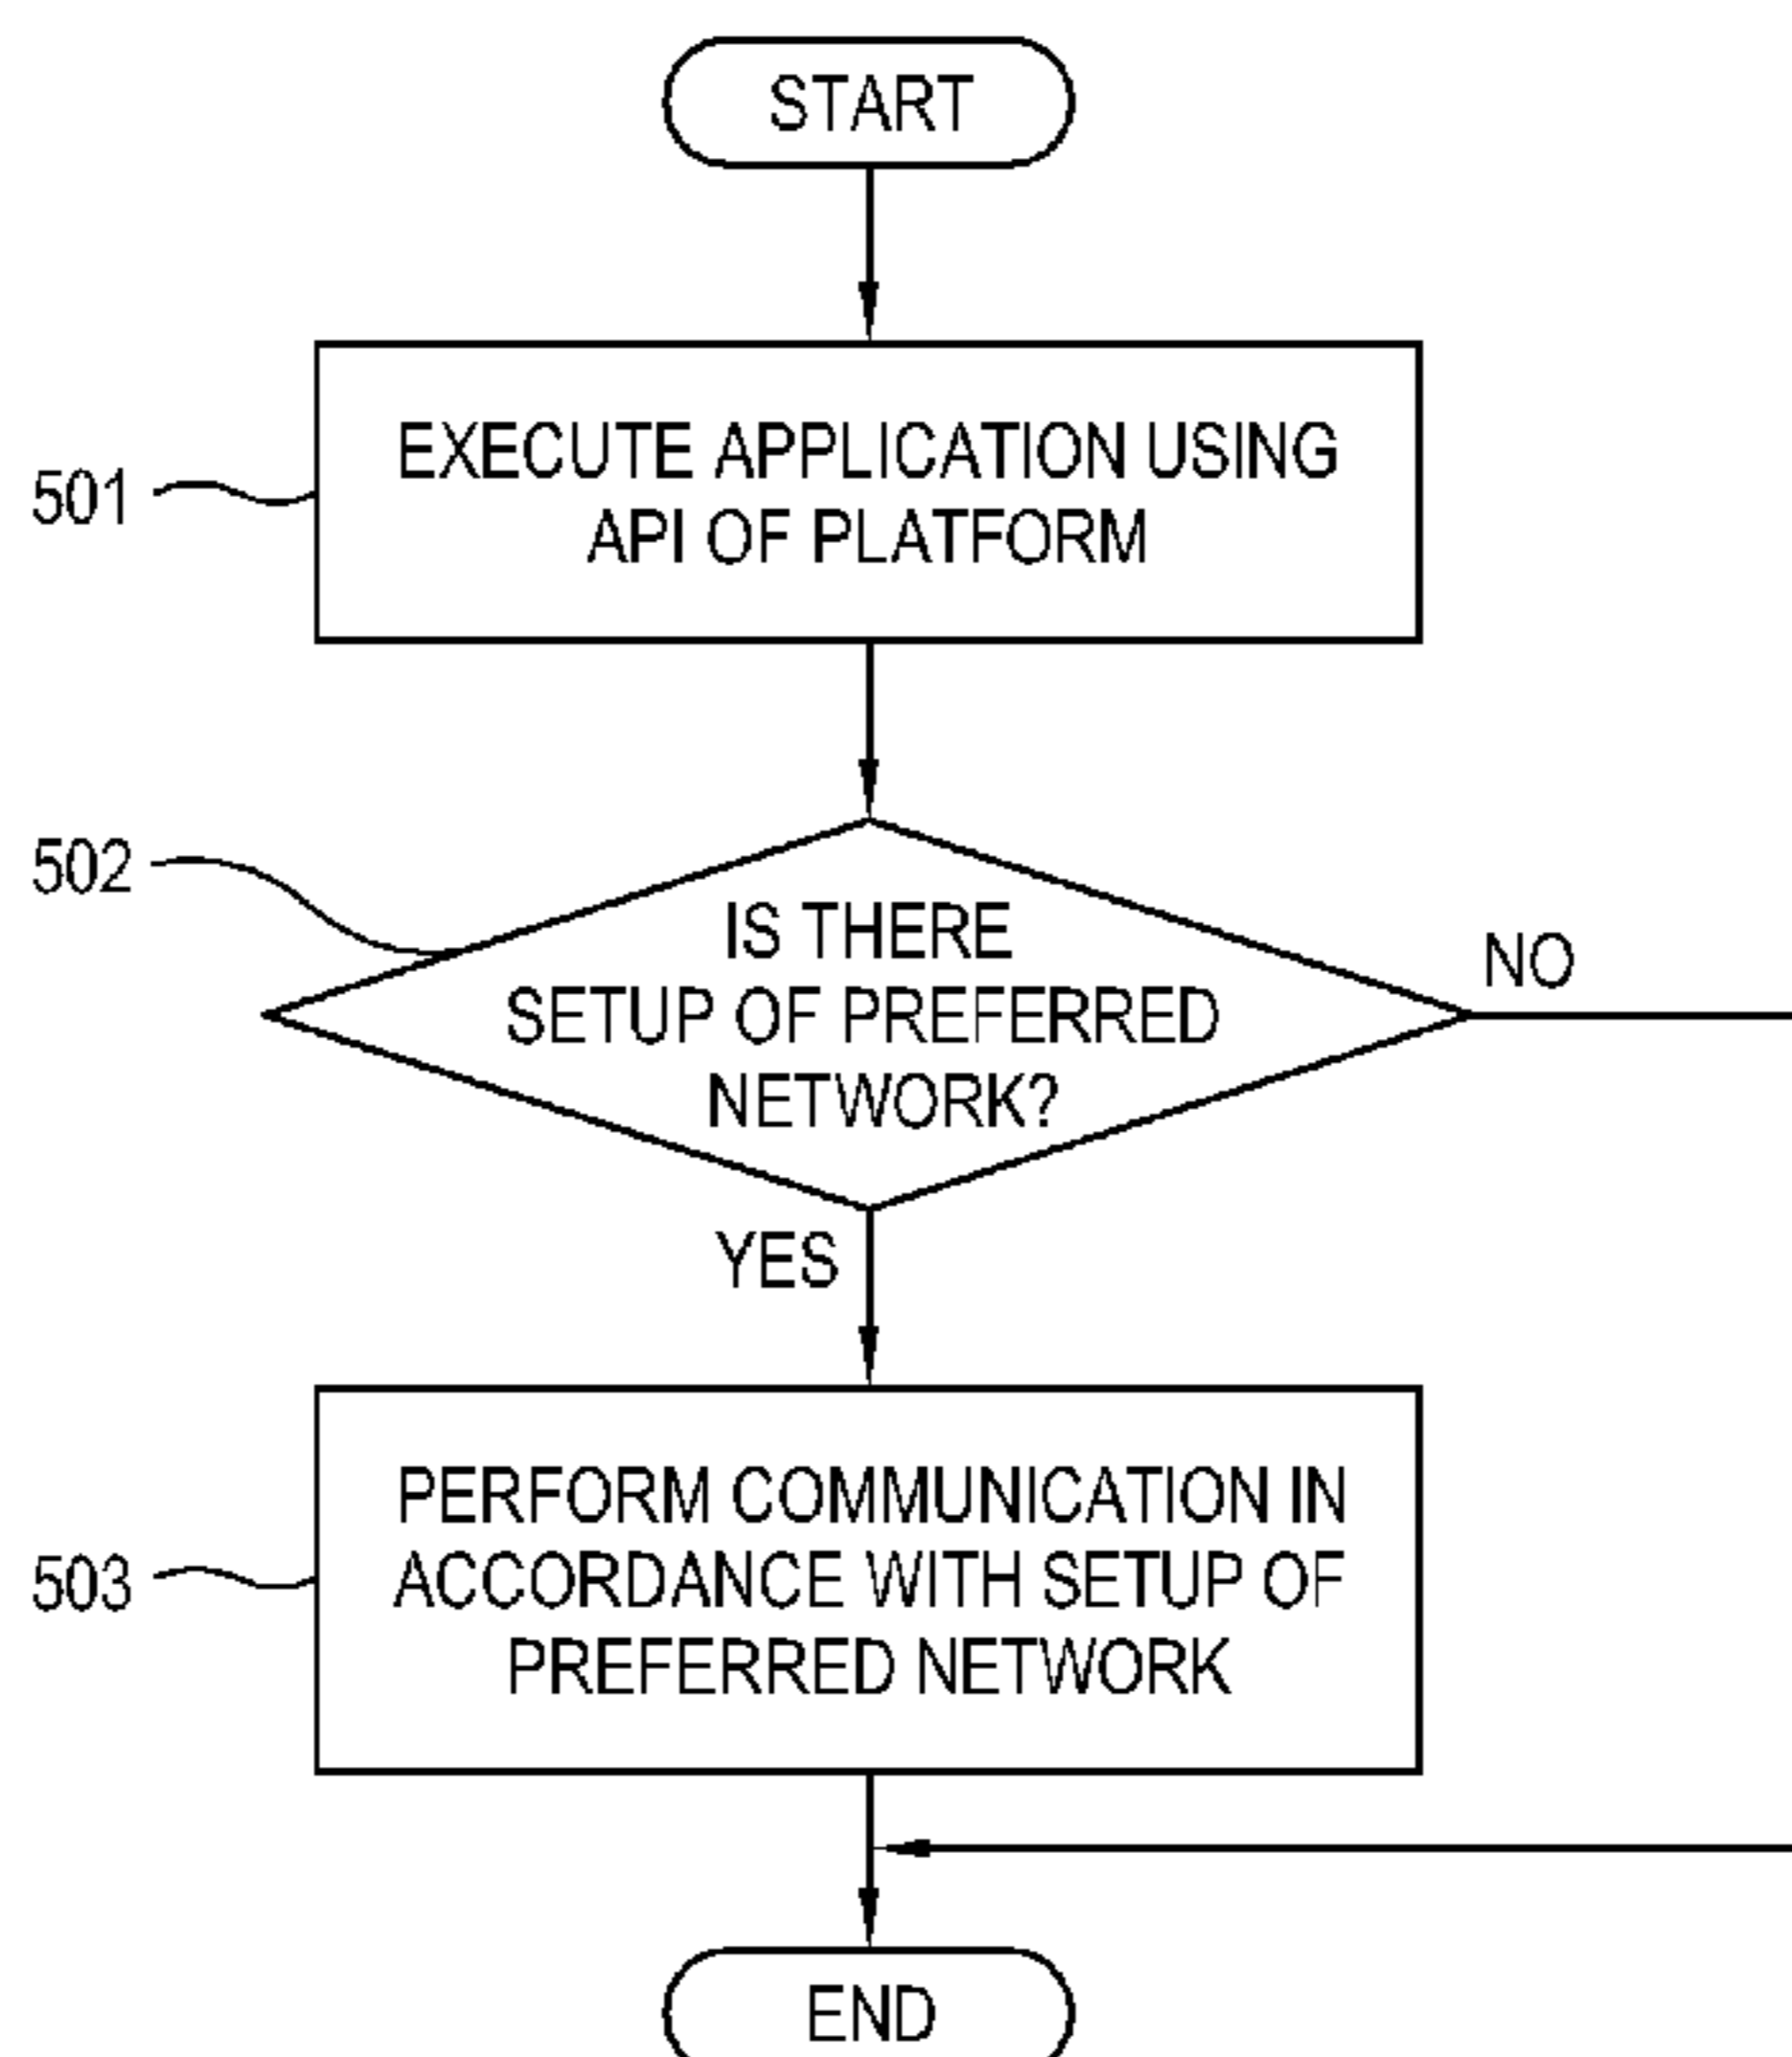 START
501
EXECUTE APPLICATION USING
API OF PLATFORM
502
IS THERE
SETUP OF PREFERRED
NETWORK?
NO
YES
503
PERFORM COMMUNICATION IN
ACCORDANCE WITH SETUP OF
PREFERRED NETWORK
END